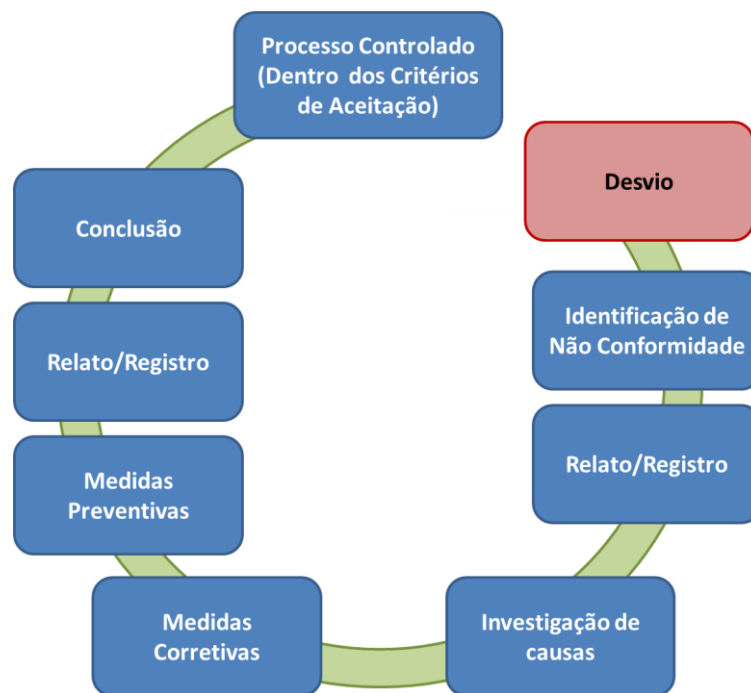 Processo Controlado
(Dentro dos Critérios
de Aceitação)
Desvio
Identificação de
Não Conformidade
Relato/Registro
Investigação de
causas
Medidas
Corretivas
Medidas
Preventivas
Relato/Registro
Conclusão